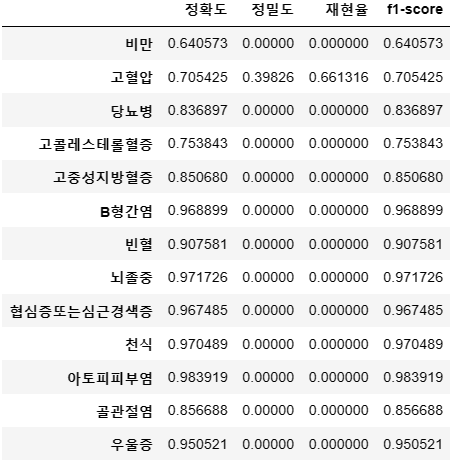 정확도 정밀도 재현율 f1-score
비만 0.640573 0.00000 0.000000 0.640573
고혈압 0.705425 0.39826 0.661316 0.705425
당뇨병 0.836897 0.00000 0.000000 0.836897
고콜레스테롤혈증 0.753843 0.00000 0.000000 0.753843
고중성지방혈증 0.850680 0.00000 0.000000 0.850680
B형간염 0.968899 0.00000 0.000000 0.968899
빈혈 0.907581 0.00000 0.000000 0.907581
뇌졸중 0.971726 0.00000 0.000000 0.971726
협심증또는심근경색증 0.967485 0.00000 0.000000 0.967485
천식 0.970489 0.00000 0.000000 0.970489
아토피피부염 0.983919 0.00000 0.000000 0.983919
골관절염 0.856688 0.00000 0.000000 0.856688
우울증 0.950521 0.00000 0.000000 0.950521